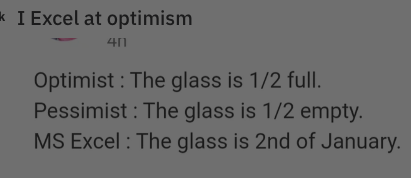 k I Excel at optimism
4h
Optimist : The glass is 1/2 full.
Pessimist : The glass is 1/2 empty.
MS Excel : The glass is 2nd of January.